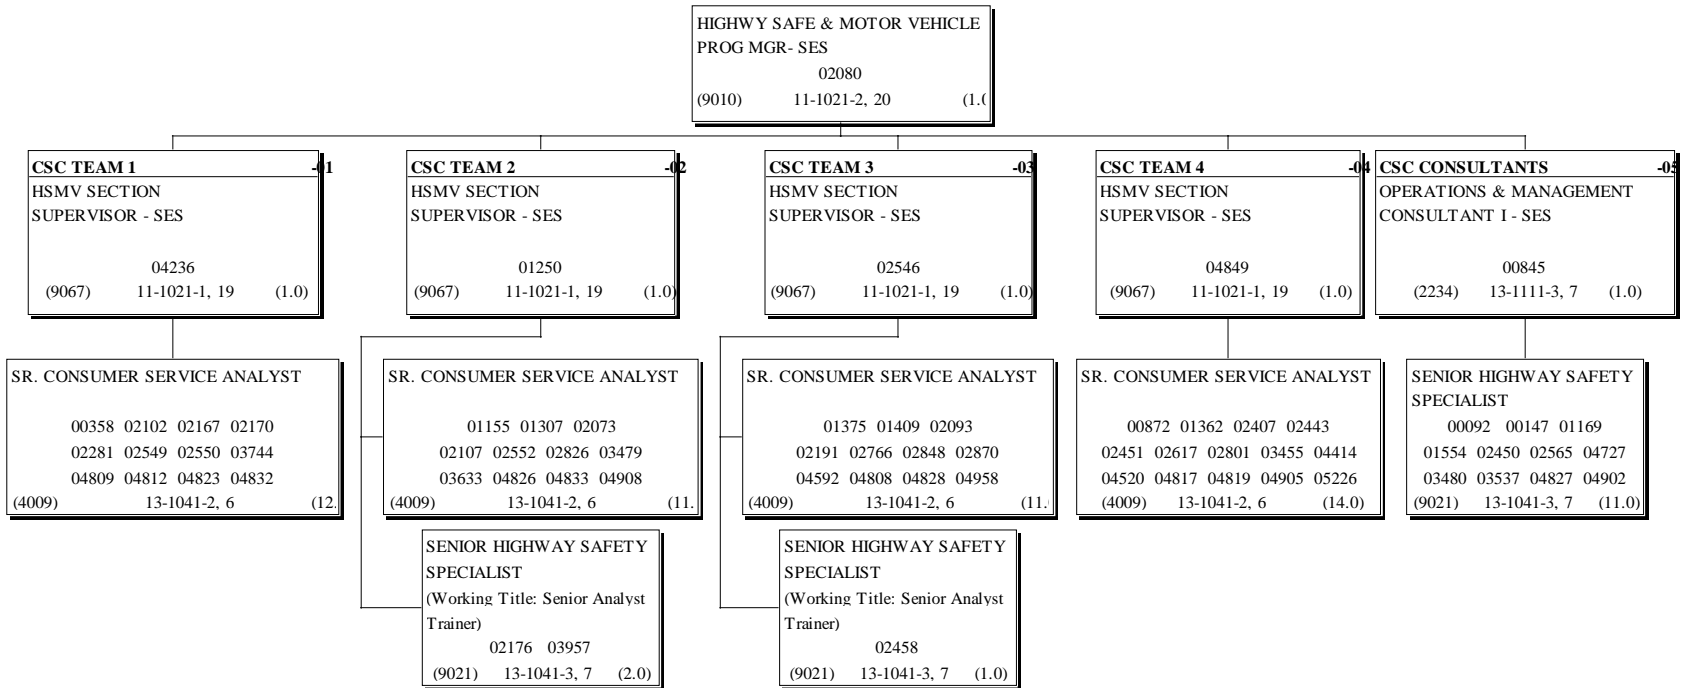 HIGHWY SAFE & MOTOR VEHICLE
PROG MGR- SES
02080
(9010) 11-1021-2, 20 (1.(
CSC TEAM 1 -01
HSMV SECTION
SUPERVISOR - SES
04236
(9067) 11-1021-1, 19 (1.0)
CSC TEAM 2 -02
HSMV SECTION
SUPERVISOR - SES
01250
(9067) 11-1021-1, 19 (1.0)
CSC TEAM 3 -03
HSMV SECTION
SUPERVISOR - SES
02546
(9067) 11-1021-1, 19 (1.0)
CSC TEAM 4 -04
HSMV SECTION
SUPERVISOR - SES
04849
(9067) 11-1021-1, 19 (1.0)
CSC CONSULTANTS -05
OPERATIONS & MANAGEMENT
CONSULTANT I - SES
00845
(2234) 13-1111-3, 7 (1.0)
SR. CONSUMER SERVICE ANALYST
00358 02102 02167 02170
02281 02549 02550 03744
04809 04812 04823 04832
(4009) 13-1041-2, 6 (12.
SR. CONSUMER SERVICE ANALYST
01155 01307 02073
02107 02552 02826 03479
03633 04826 04833 04908
(4009) 13-1041-2, 6 (11.
SR. CONSUMER SERVICE ANALYST
01375 01409 02093
02191 02766 02848 02870
04592 04808 04828 04958
(4009) 13-1041-2, 6 (11.
SR. CONSUMER SERVICE ANALYST
00872 01362 02407 02443
02451 02617 02801 03455 04414
04520 04817 04819 04905 05226
(4009) 13-1041-2, 6 (14.0)
SENIOR HIGHWAY SAFETY
SPECIALIST
00092 00147 01169
01554 02450 02565 04727
03480 03537 04827 04902
(9021) 13-1041-3, 7 (11.0)
SENIOR HIGHWAY SAFETY
SPECIALIST
(Working Title: Senior Analyst
Trainer)
02176 03957
(9021) 13-1041-3, 7 (2.0)
SENIOR HIGHWAY SAFETY
SPECIALIST
(Working Title: Senior Analyst
Trainer)
02458
(9021) 13-1041-3, 7 (1.0)